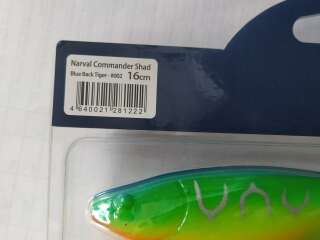 Narval Commander Shad
Blue Back Tiger - #002 16cm
4 640021 281222